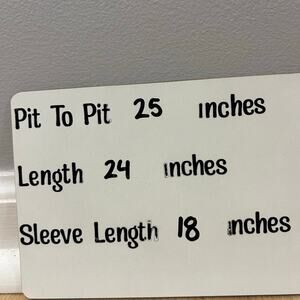 Pit To Pit 25 inches
Length 24 inches
Sleeve Length 18 inches